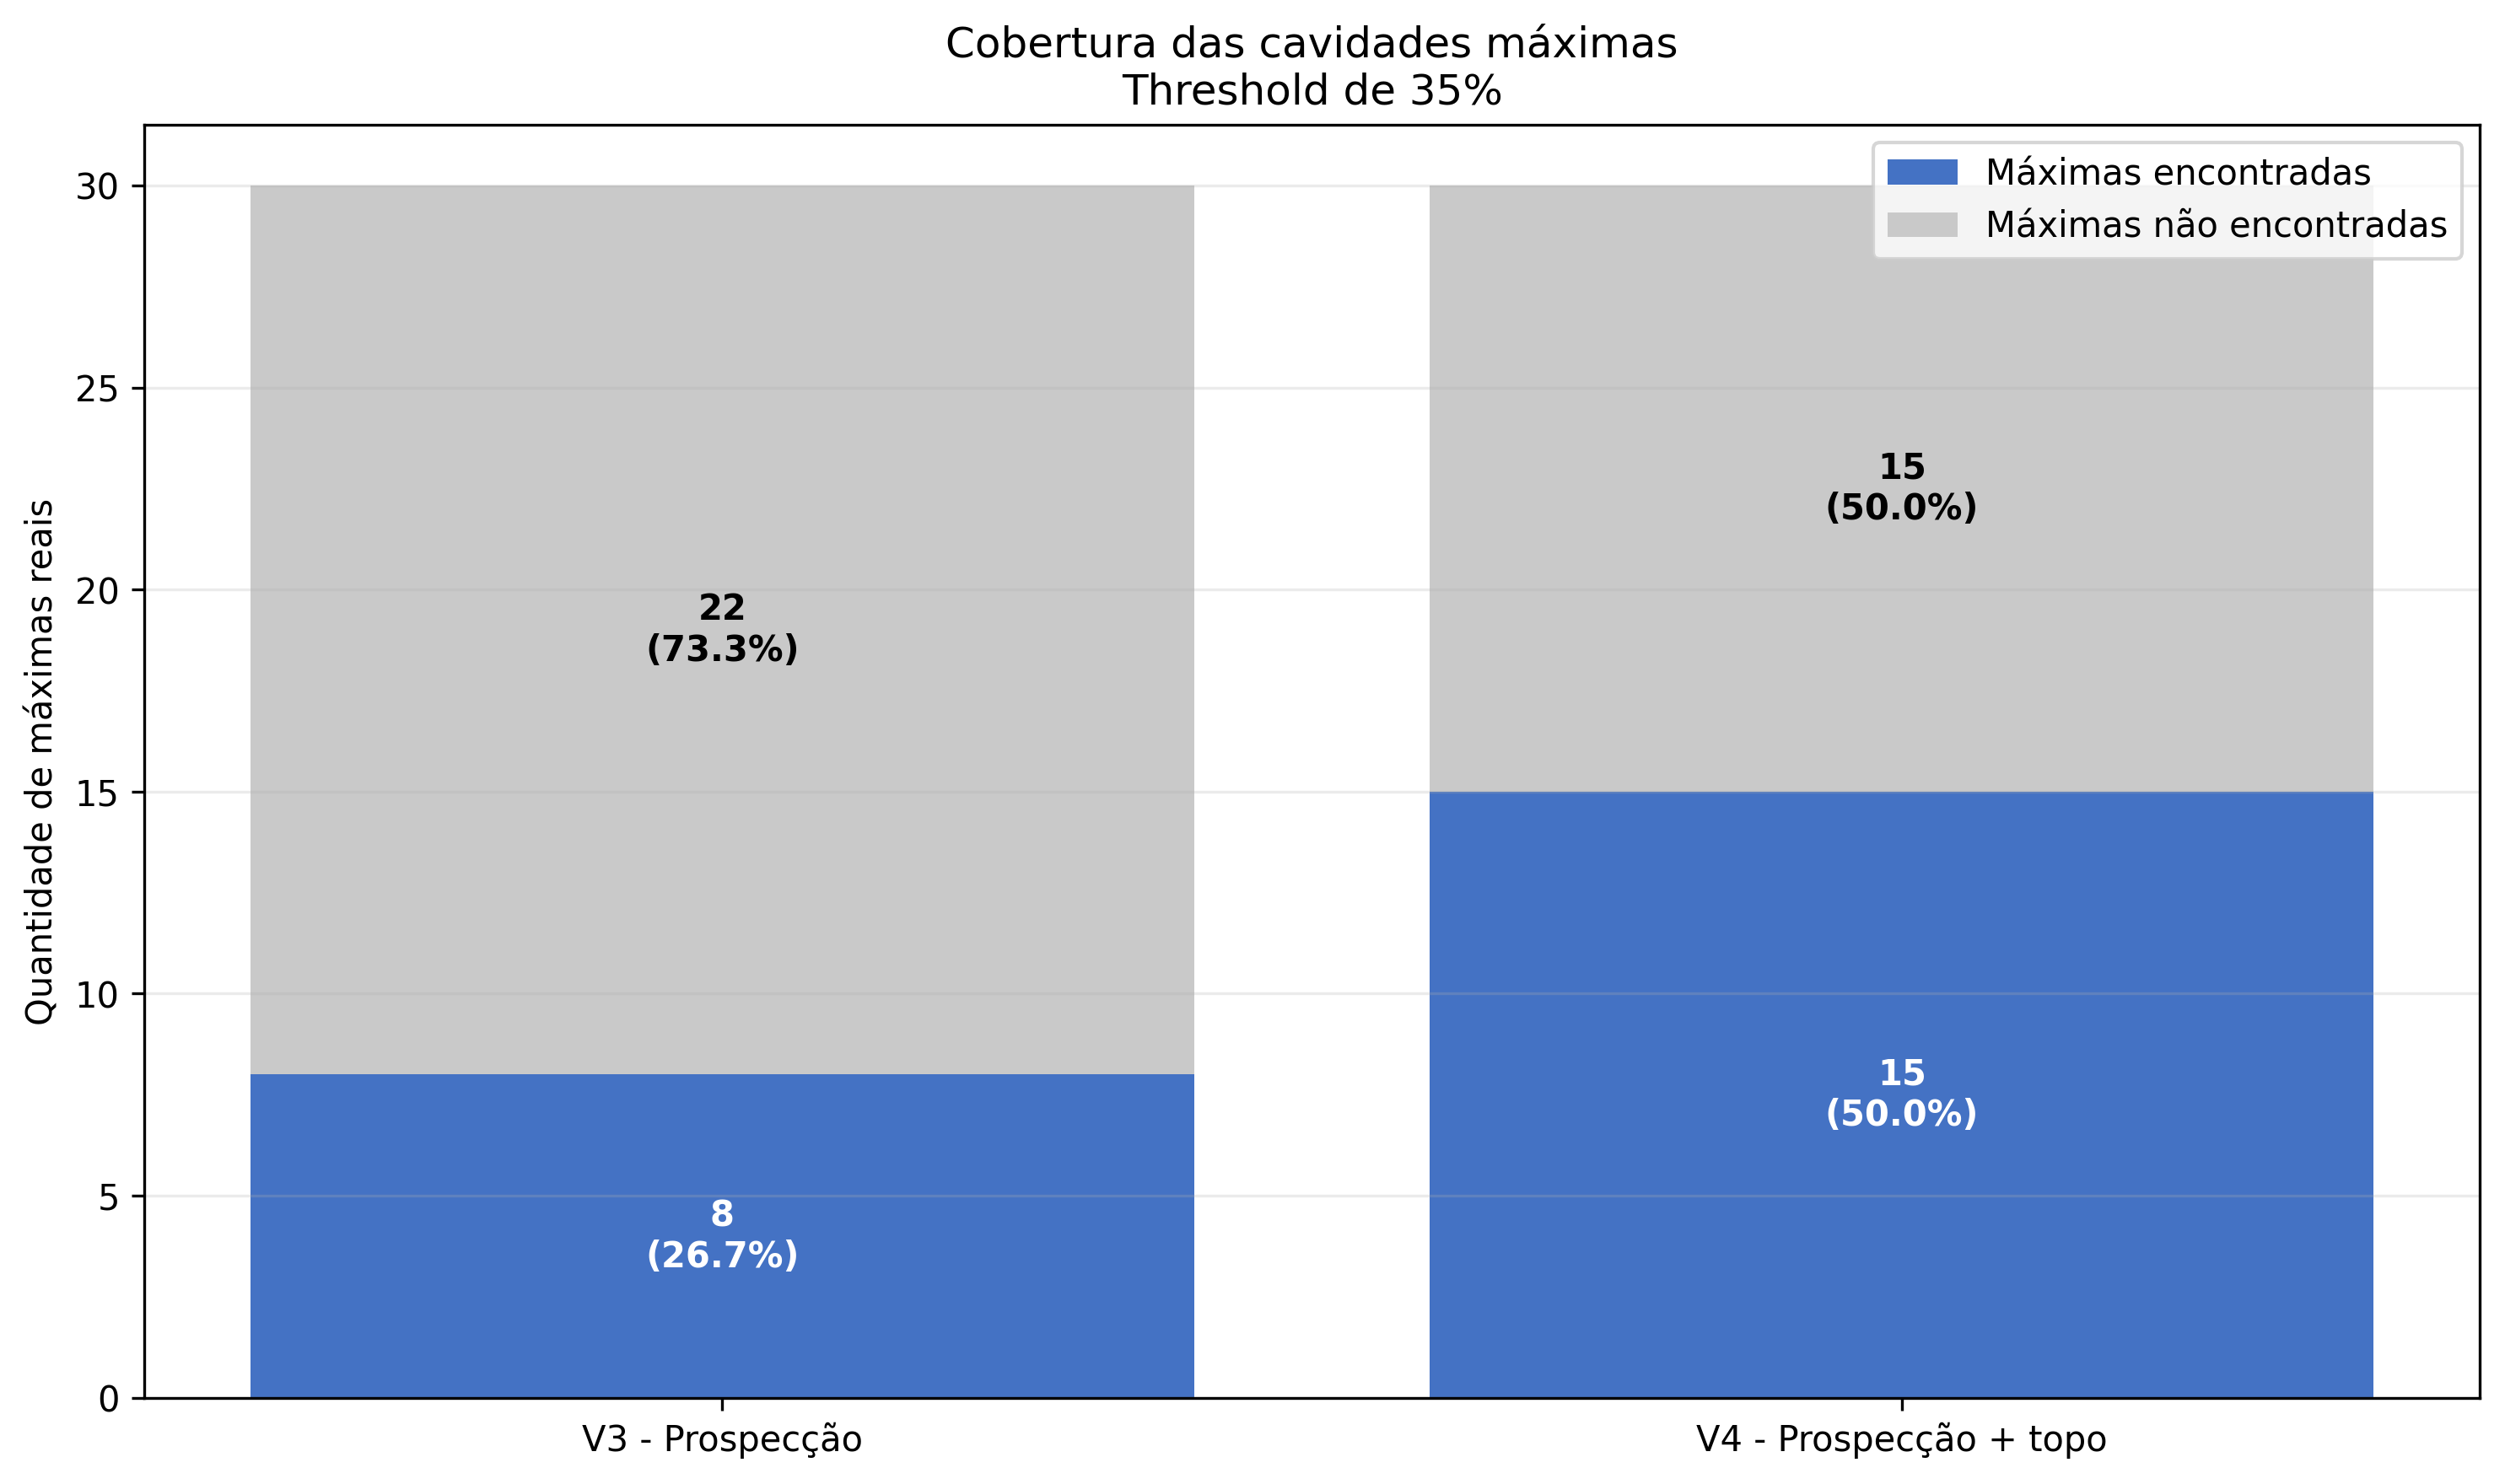 Cobertura das cavidades máximas
Threshold de 35%
Máximas encontradas
Máximas não encontradas
Quantidade de máximas reais
30
25
20
15
10
5
0
22
(73.3%)
8
(26.7%)
15
(50.0%)
15
(50.0%)
V3 - Prospecção
V4 - Prospecção + topo